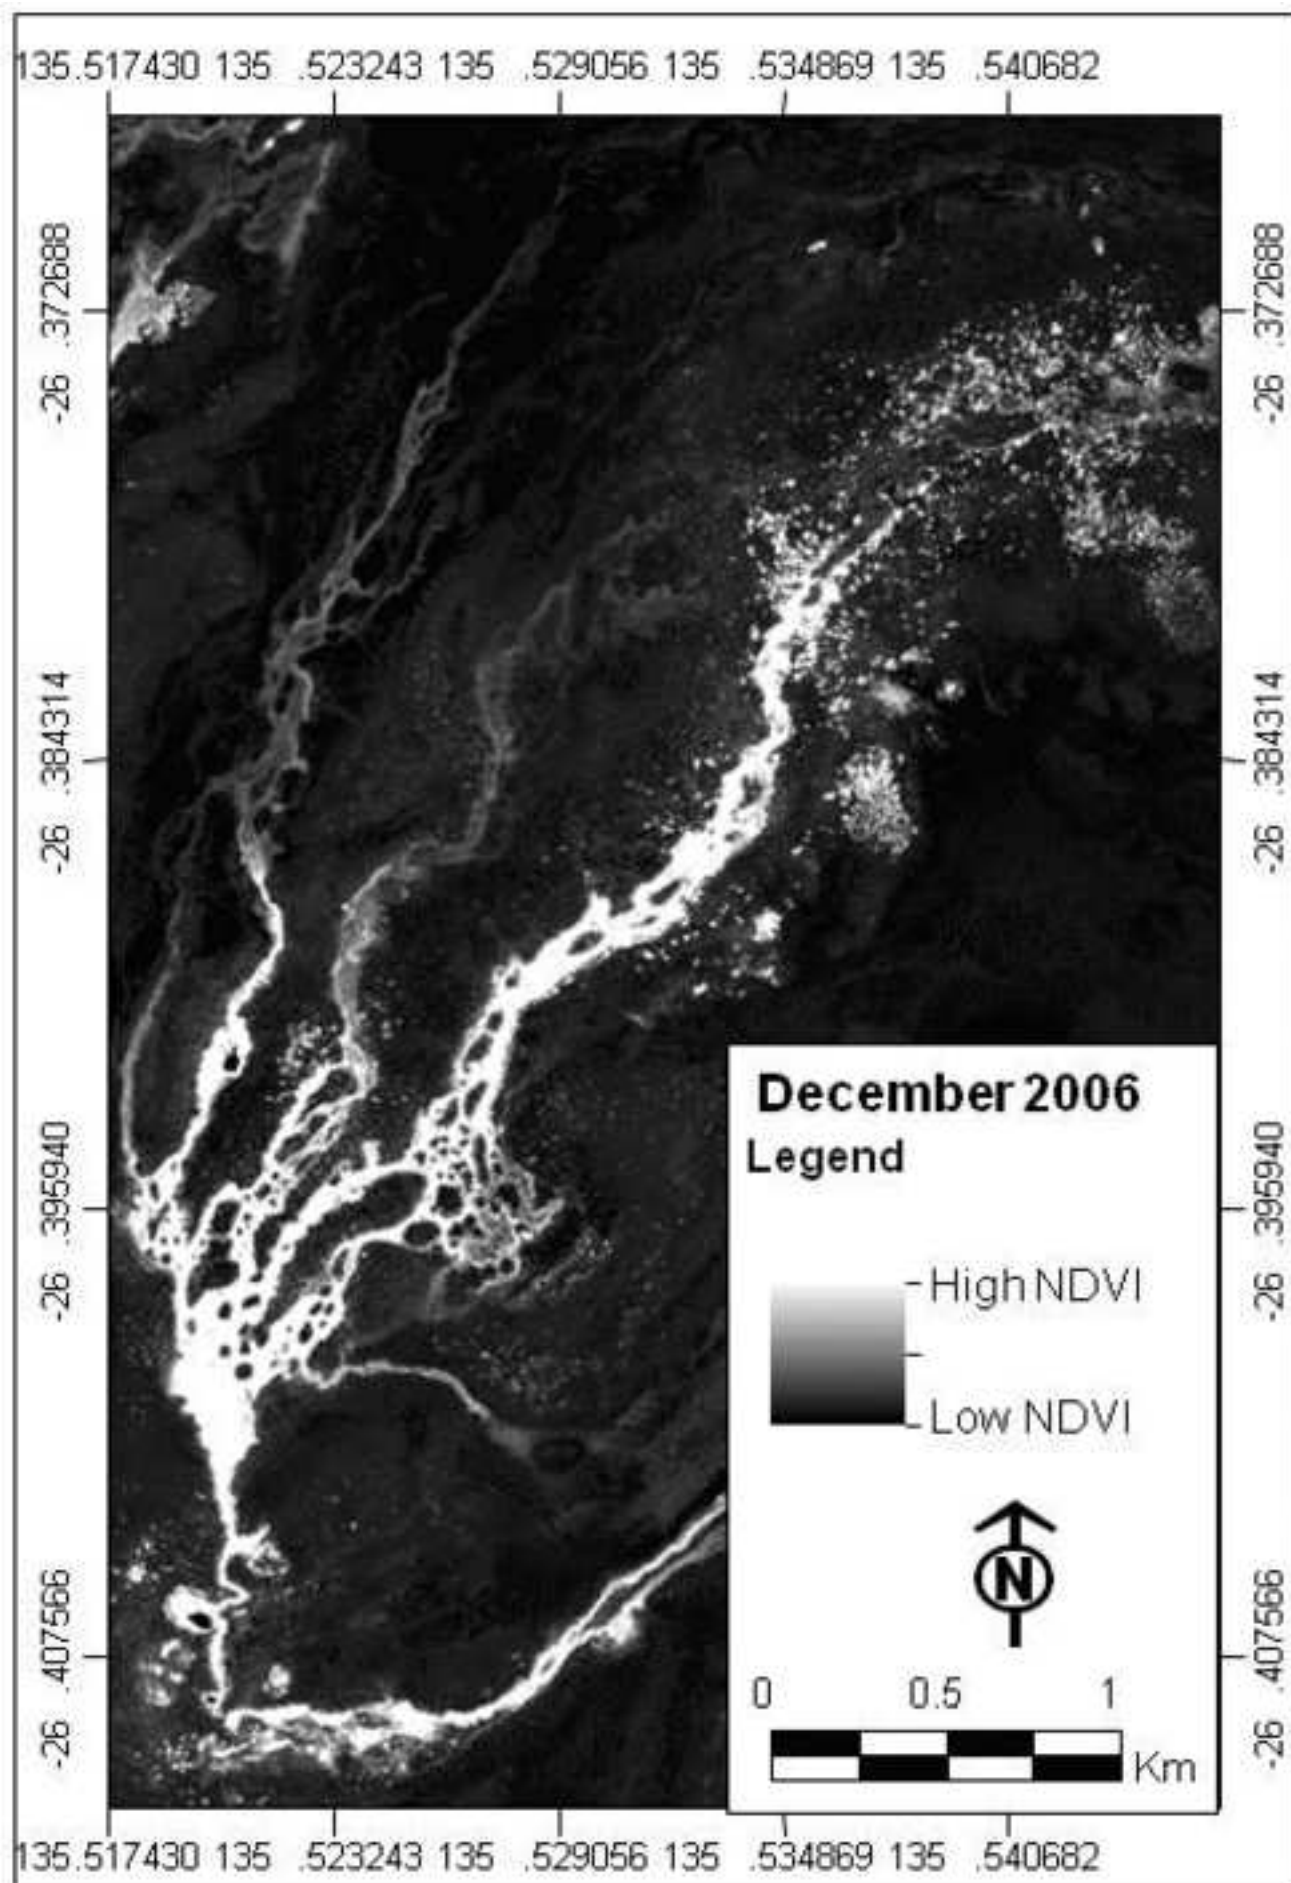 135.517430 135 .523243 135 .529056 135 .534869 135 .540682
-26 .372688
-26 .384314
-26 .395940
-26 .407566
-26 .372688
-26 .384314
-26 .395940
-26 .407566
December 2006
Legend
High NDVI
Low NDVI
N
0 0.5 1
Km
135.517430 135 .523243 135 .529056 135 .534869 135 .540682